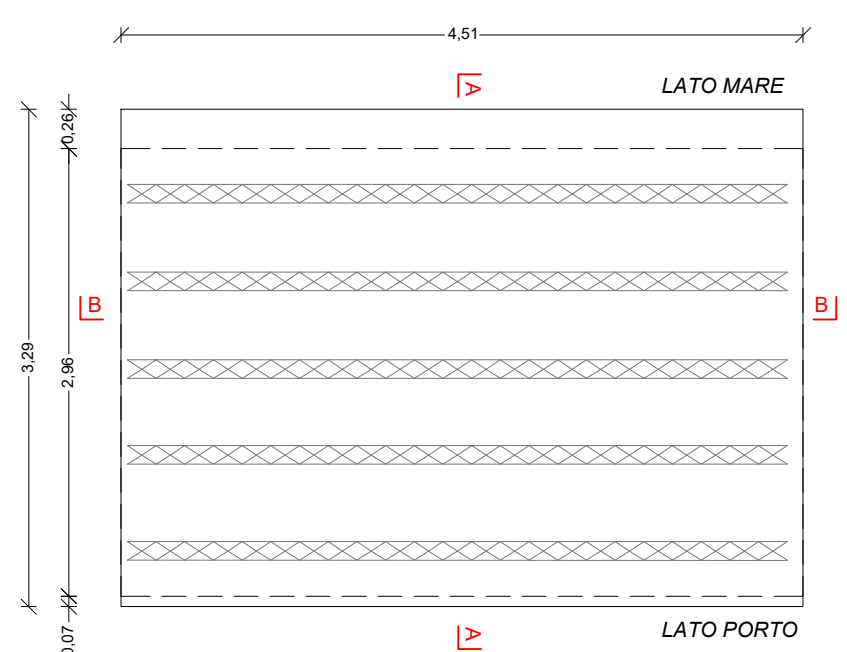 4,51
A
LATO MARE
0,26
B
B
3,29
2,96
0,07
A
LATO PORTO